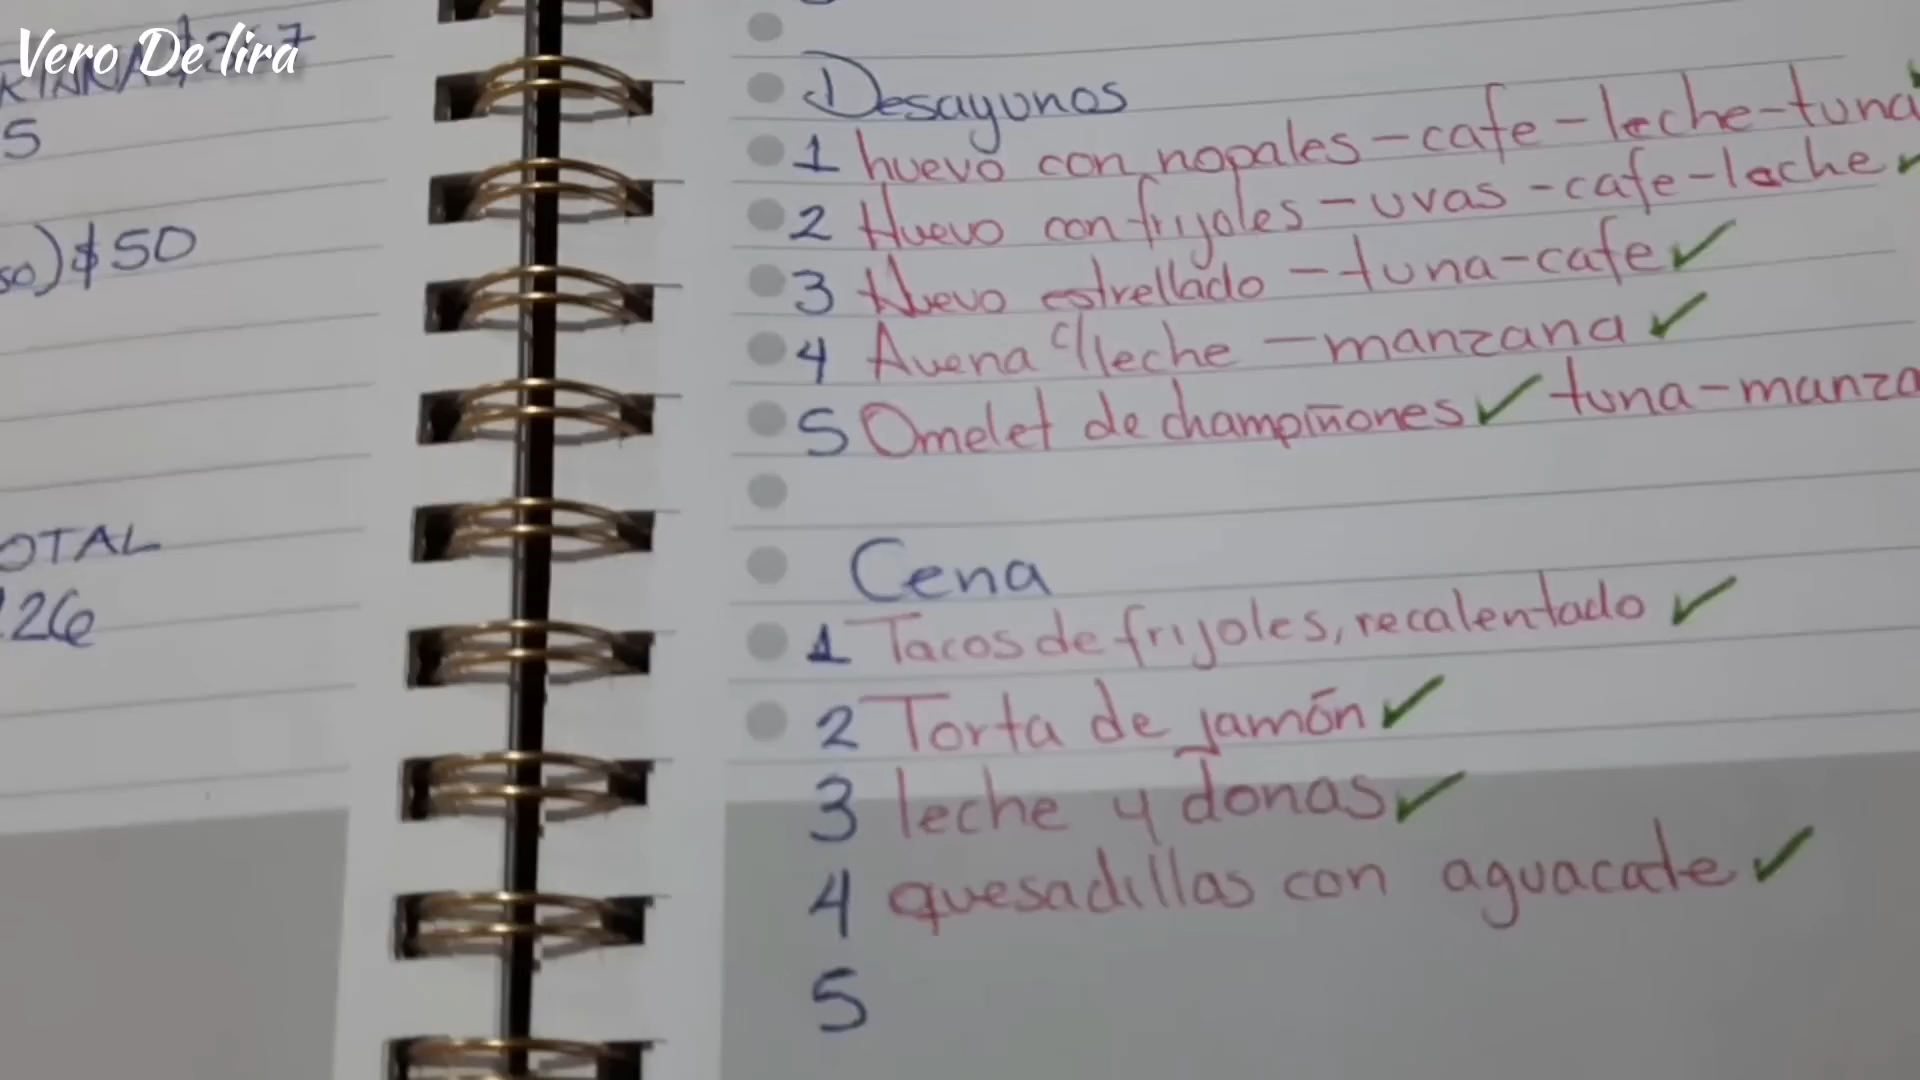 Vero De lira
5
$50
OTAL
26
Desayunos
1 huevo con nopales - cafe - leche - tuna
2 Huevo con frijoles - uvas - cafe - leche ✓
3 Huevo estrellado - tuna - cafe ✓
4 Avena c/leche - manzana ✓
5 Omelet de champiñones ✓ tuna - manza
Cena
1 Tacos de frijoles, recalentado ✓
2 Torta de jamón ✓
3 leche y donas ✓
4 quesadillas con aguacate ✓
5